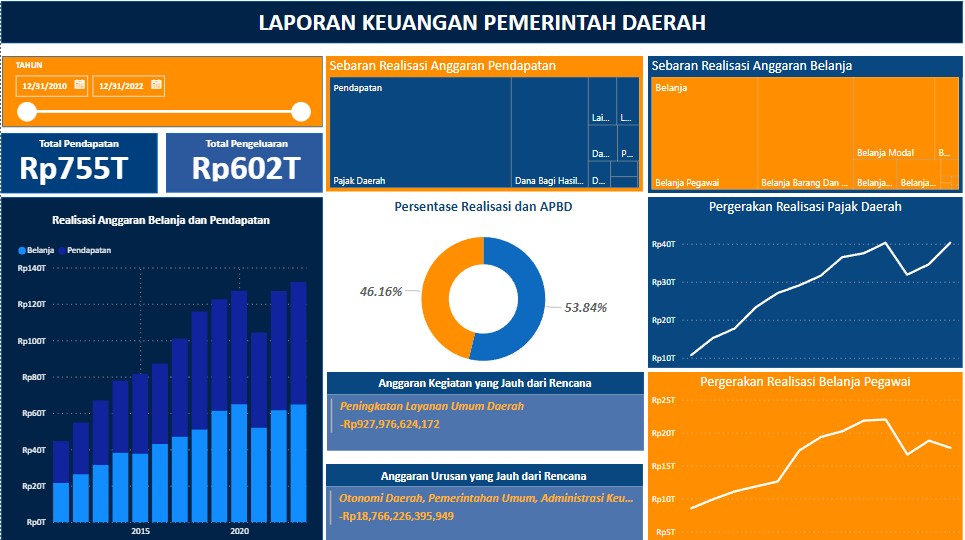 LAPORAN KEUANGAN PEMERINTAH DAERAH
TAHUN
12/31/2010
12/31/2022
Total Pendapatan
Rp755T
Total Pengeluaran
Rp602T
Sebaran Realisasi Anggaran Pendapatan
Pendapatan
Pajak Daerah
Dana Bagi Hasil...
Lai...
L...
Da...
P...
D...
Sebaran Realisasi Anggaran Belanja
Belanja
Belanja Pegawai
Belanja Barang Dan ...
Belanja Modal
B...
Belanja...
Belanja...
Realisasi Anggaran Belanja dan Pendapatan
Belanja
Pendapatan
Rp140T
Rp120T
Rp100T
Rp80T
Rp60T
Rp40T
Rp20T
Rp0T
2015
2020
Persentase Realisasi dan APBD
46.16%
53.84%
Anggaran Kegiatan yang Jauh dari Rencana
Peningkatan Layanan Umum Daerah
-Rp927,976,624,172
Anggaran Urusan yang Jauh dari Rencana
Otonomi Daerah, Pemerintahan Umum, Administrasi Keu...
-Rp18,766,226,395,949
Pergerakan Realisasi Pajak Daerah
Rp40T
Rp30T
Rp20T
Rp10T
Pergerakan Realisasi Belanja Pegawai
Rp25T
Rp20T
Rp15T
Rp10T
Rp5T